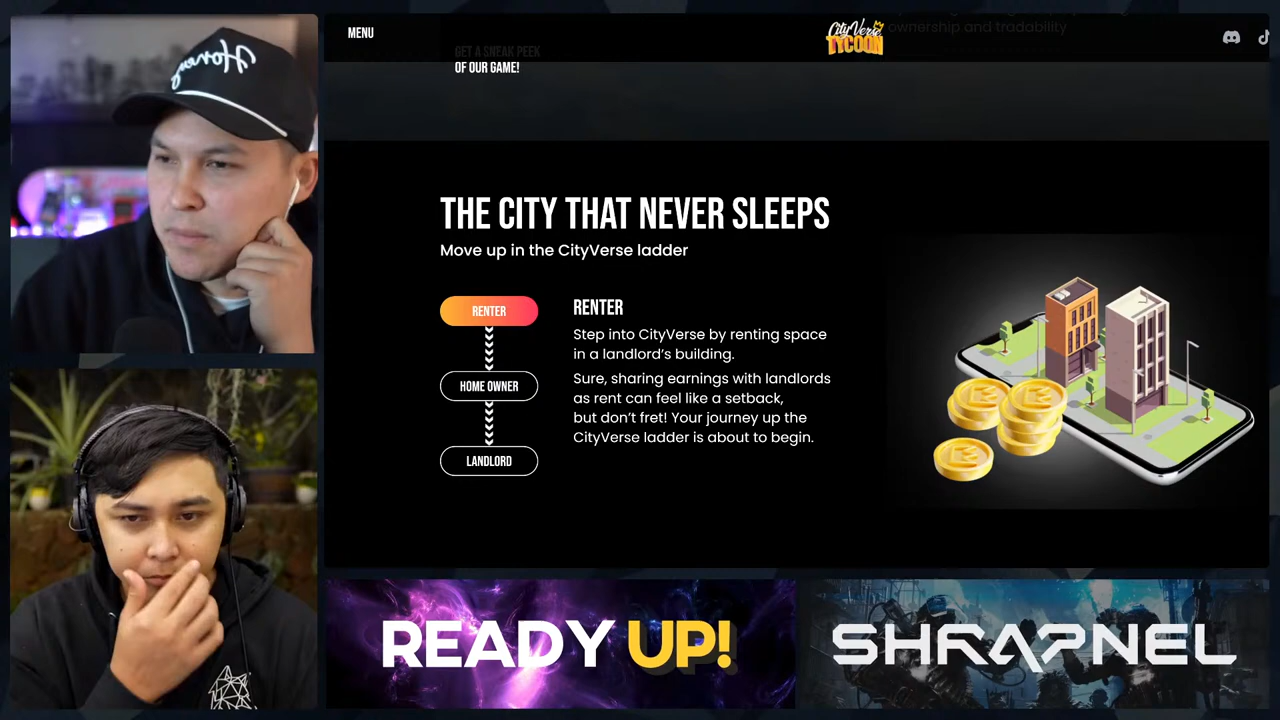 Honey
MENU
CityVerse
TYCOON
ownership and tradability
GET A SNEAK PEEK
OF OUR GAME!
THE CITY THAT NEVER SLEEPS
Move up in the CityVerse ladder
RENTER
HOME OWNER
LANDLORD
RENTER
Step into CityVerse by renting space
in a landlord’s building.
Sure, sharing earnings with landlords
as rent can feel like a setback,
but don’t fret! Your journey up the
CityVerse ladder is about to begin.
READY UP!
SHRAPNEL